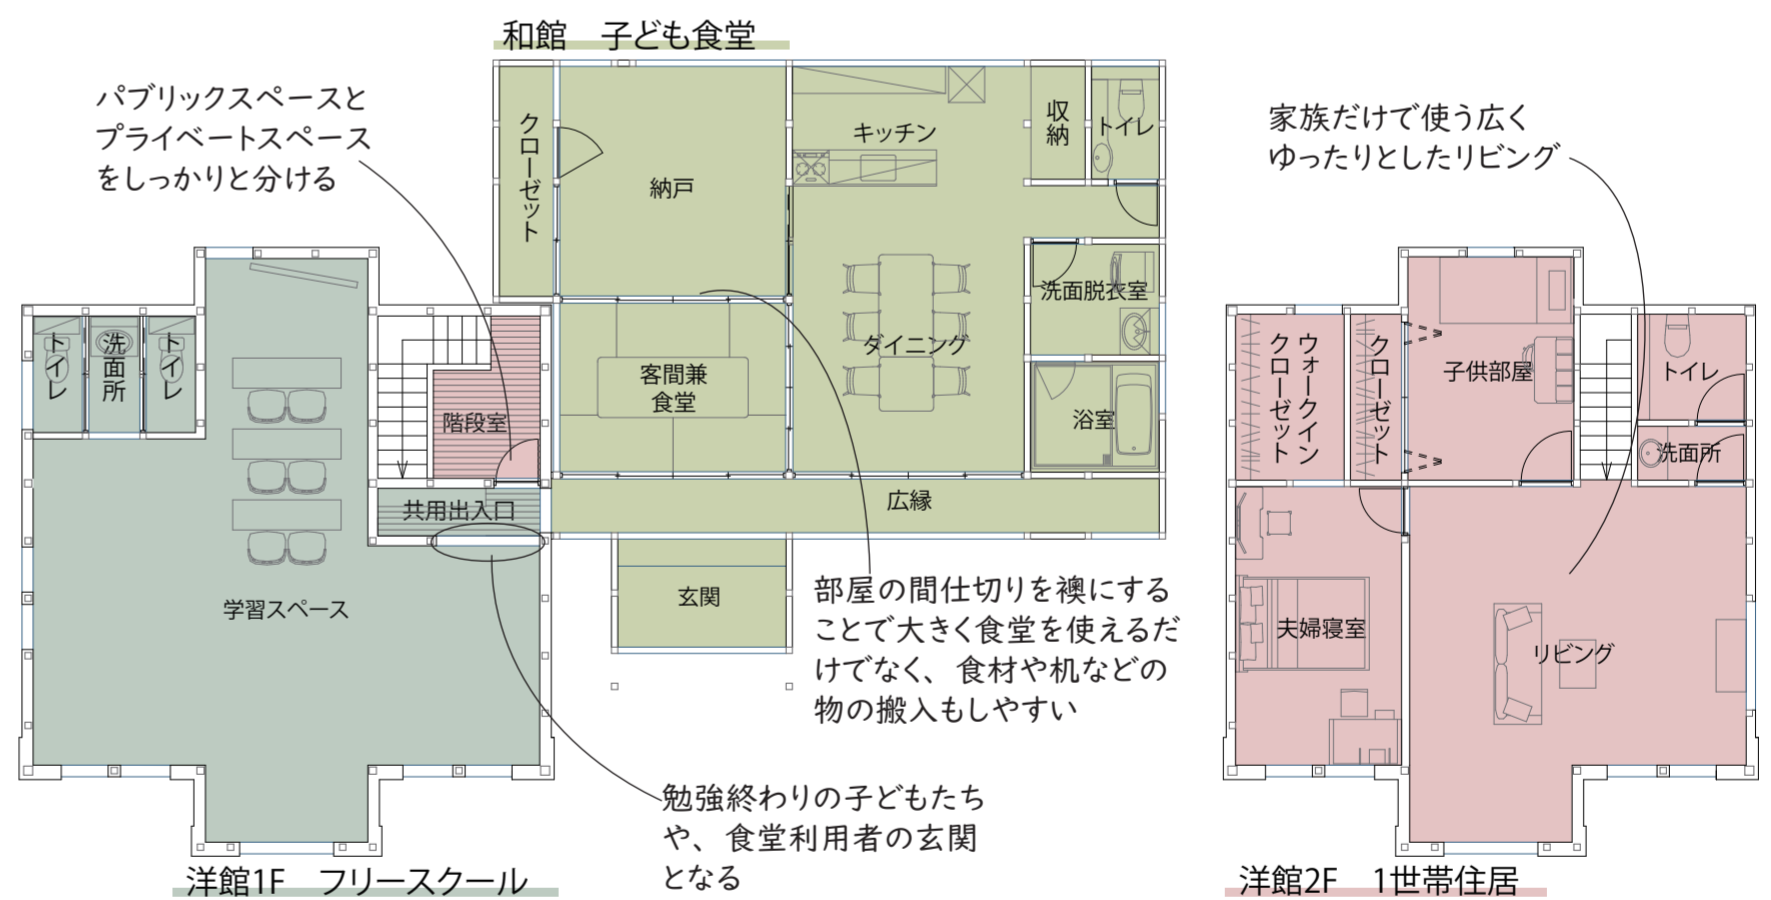 和館　子ども食堂
パブリックスペースと
プライベートスペース
をしっかりと分ける
クローゼット
納戸
キッチン
収納
トイレ
洗面脱衣室
ダイニング
客間兼
食堂
浴室
広縁
玄関
部屋の間仕切りを襖にする
ことで大きく食堂を使えるだ
けでなく、食材や机などの
物の搬入もしやすい
トイレ
洗面所
トイレ
階段室
共用出入口
学習スペース
勉強終わりの子どもたち
や、食堂利用者の玄関
となる
洋館1F　フリースクール
家族だけで使う広く
ゆったりとしたリビング
ウォークイン
クローゼット
クローゼット
子供部屋
トイレ
洗面所
夫婦寝室
リビング
洋館2F　1世帯住居